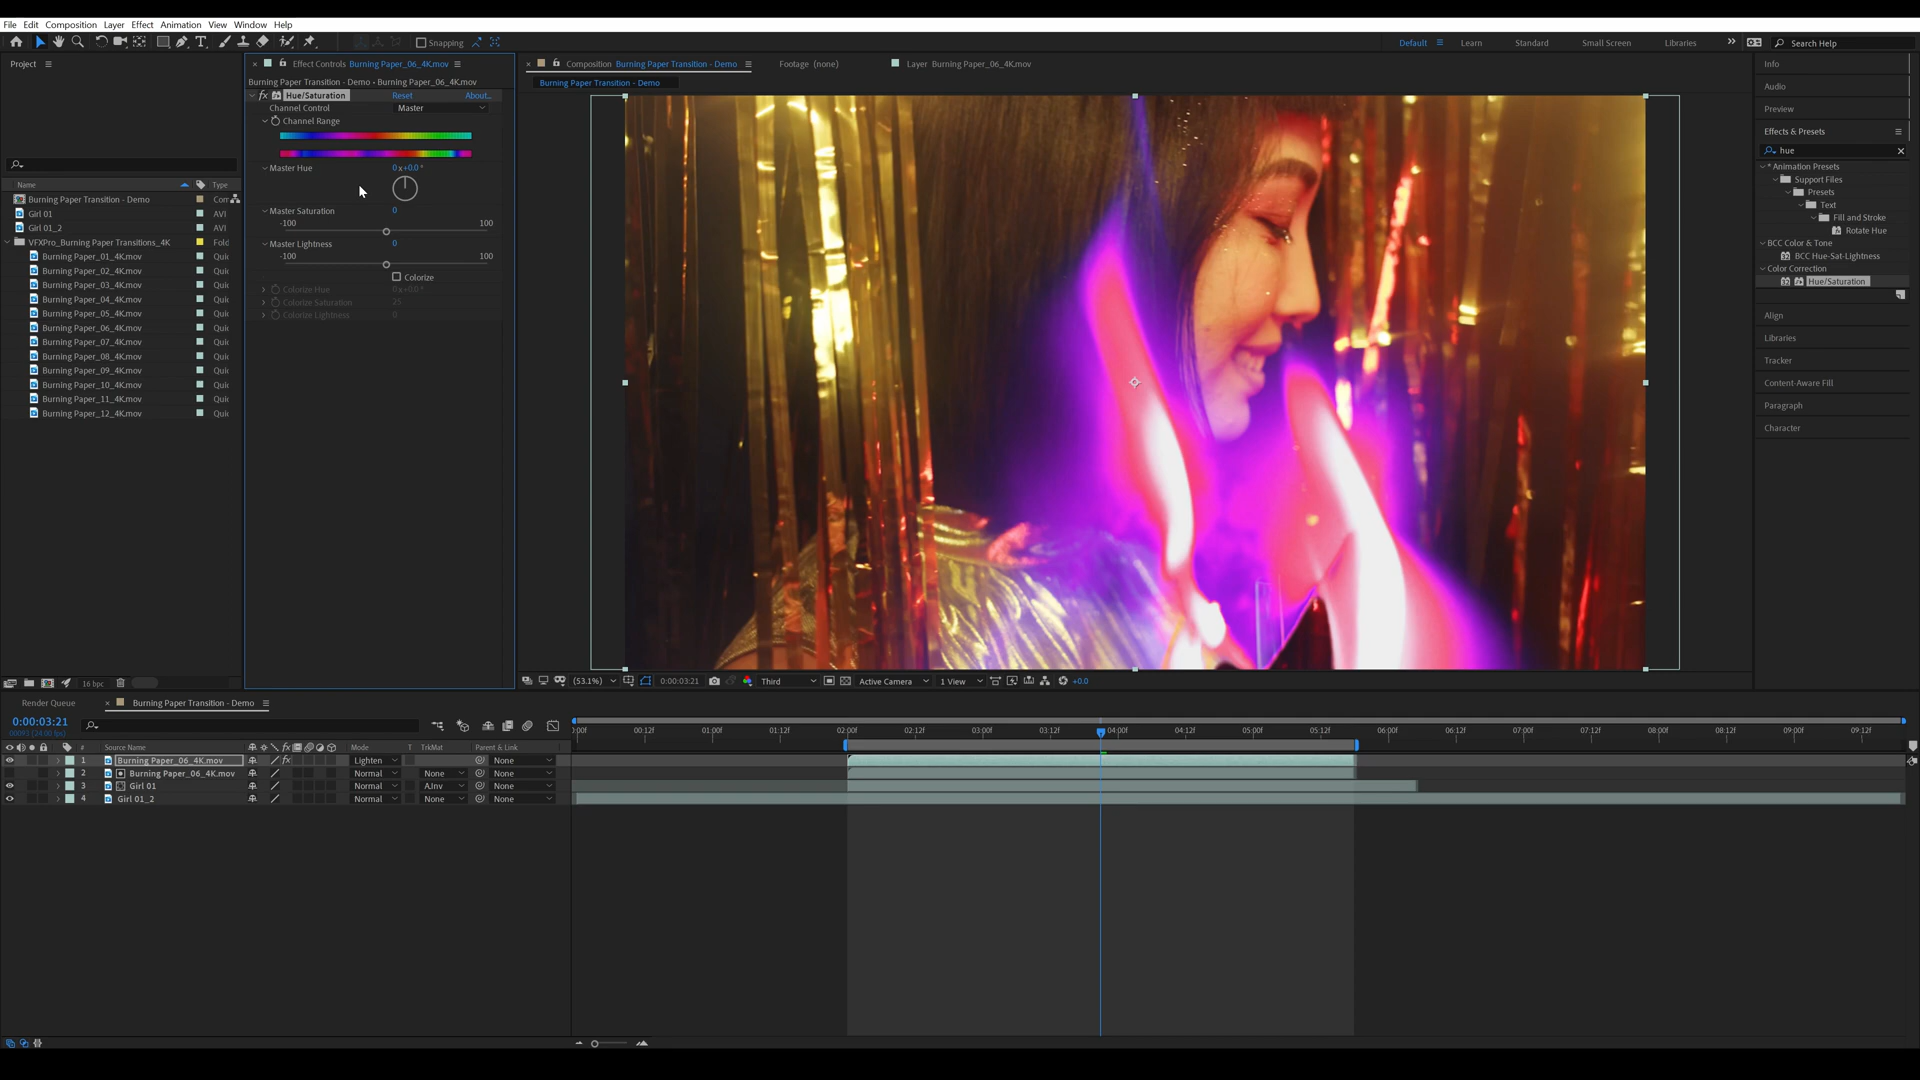 File Edit Composition Layer Effect Animation View Window Help
Snapping
Default Learn Standard Small Screen Libraries Search Help
Project
Name Type
Burning Paper Transition - Demo Com
Girl 01 AVI
Girl 01_2 AVI
VFXPro_Burning Paper Transitions_4K Fold
Burning Paper_01_4K.mov Quic
Burning Paper_02_4K.mov Quic
Burning Paper_03_4K.mov Quic
Burning Paper_04_4K.mov Quic
Burning Paper_05_4K.mov Quic
Burning Paper_06_4K.mov Quic
Burning Paper_07_4K.mov Quic
Burning Paper_08_4K.mov Quic
Burning Paper_09_4K.mov Quic
Burning Paper_10_4K.mov Quic
Burning Paper_11_4K.mov Quic
Burning Paper_12_4K.mov Quic
16 bpc
Effect Controls Burning Paper_06_4K.mov
Burning Paper Transition - Demo • Burning Paper_06_4K.mov
fx Hue/Saturation Reset About...
Channel Control Master
Channel Range
Master Hue 0x+0.0°
Master Saturation 0
-100 100
Master Lightness 0
-100 100
Colorize
Colorize Hue 0x+0.0°
Colorize Saturation 25
Colorize Lightness 0
Composition Burning Paper Transition - Demo Footage (none) Layer Burning Paper_06_4K.mov
Burning Paper Transition - Demo
(53.1%) 0:00:03:21 Third Active Camera 1 View +0.0
Info
Audio
Preview
Effects & Presets
hue
* Animation Presets
Support Files
Presets
Text
Fill and Stroke
Rotate Hue
BCC Color & Tone
BCC Hue-Sat-Lightness
Color Correction
Hue/Saturation
Align
Libraries
Tracker
Content-Aware Fill
Paragraph
Character
Render Queue Burning Paper Transition - Demo
0:00:03:21
00093 (24.00 fps)
:00f 00:12f 01:00f 01:12f 02:00f 02:12f 03:00f 03:12f 04:00f 04:12f 05:00f 05:12f 06:00f 06:12f 07:00f 07:12f 08:00f 08:12f 09:00f 09:12f
# Source Name fx Mode T TrkMat Parent & Link
1 Burning Paper_06_4K.mov fx Lighten None
2 Burning Paper_06_4K.mov Normal None None
3 Girl 01 Normal A.Inv None
4 Girl 01_2 Normal None None